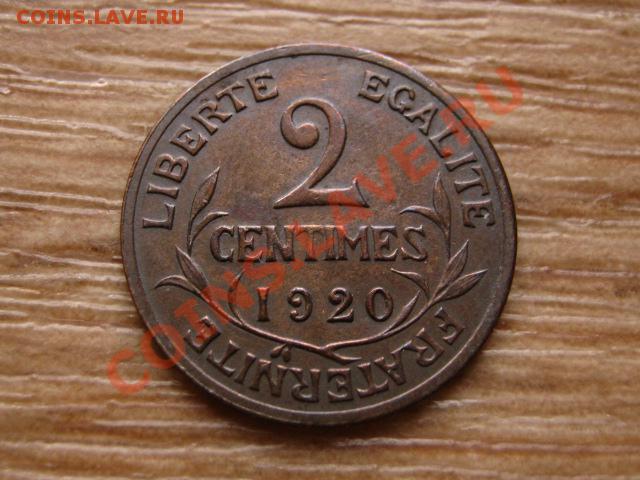 COINS.LAVE.RU
LIBERTE EGALITE
2
CENTIMES
1920
FRATERNITE
COINS.LAVE.RU